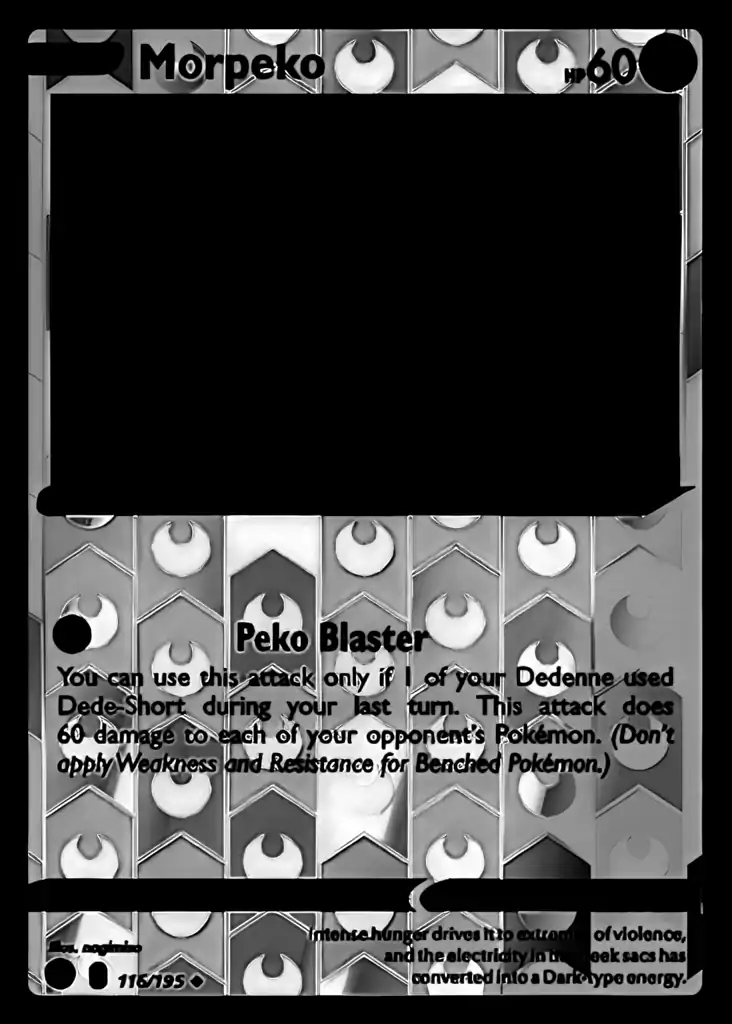 Morpeko HP60
Peko Blaster
You can use this attack only if 1 of your Dedenne used
Dede-Short during your last turn. This attack does
60 damage to each of your opponent's Pokémon. (Don't
apply Weakness and Resistance for Benched Pokémon.)
Illus.
Intense hunger drives it to of violence,
and the electricity in sacs has
116/195 converted into a Dark-type energy.